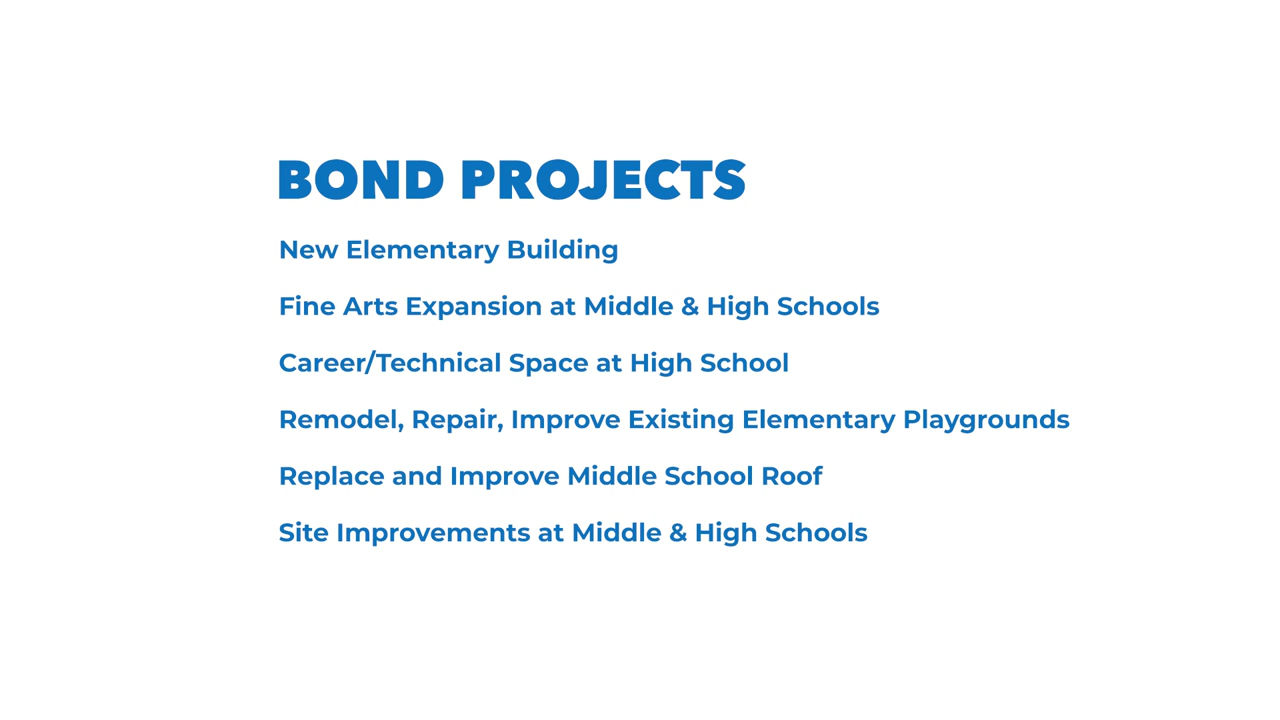 BOND PROJECTS
New Elementary Building
Fine Arts Expansion at Middle & High Schools
Career/Technical Space at High School
Remodel, Repair, Improve Existing Elementary Playgrounds
Replace and Improve Middle School Roof
Site Improvements at Middle & High Schools